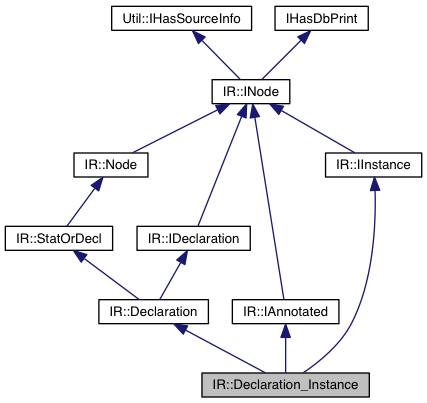 Util::IHasSourceInfo
IHasDbPrint
IR::INode
IR::Node
IR::IInstance
IR::StatOrDecl
IR::IDeclaration
IR::Declaration
IR::IAnnotated
IR::Declaration_Instance